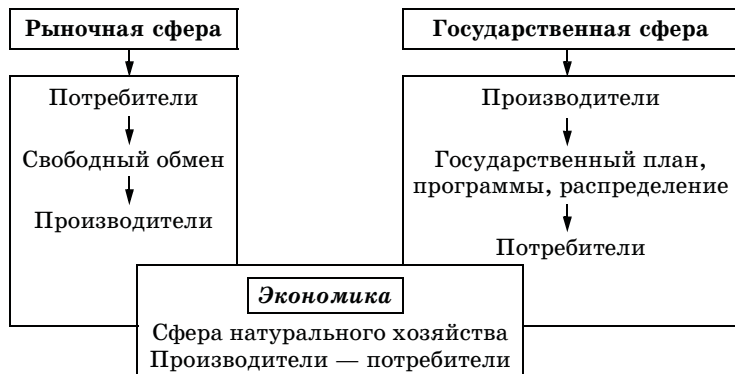 Рыночная сфера
Потребители
Свободный обмен
Производители
Государственная сфера
Производители
Государственный план,
программы, распределение
Потребители
Экономика
Сфера натурального хозяйства
Производители — потребители